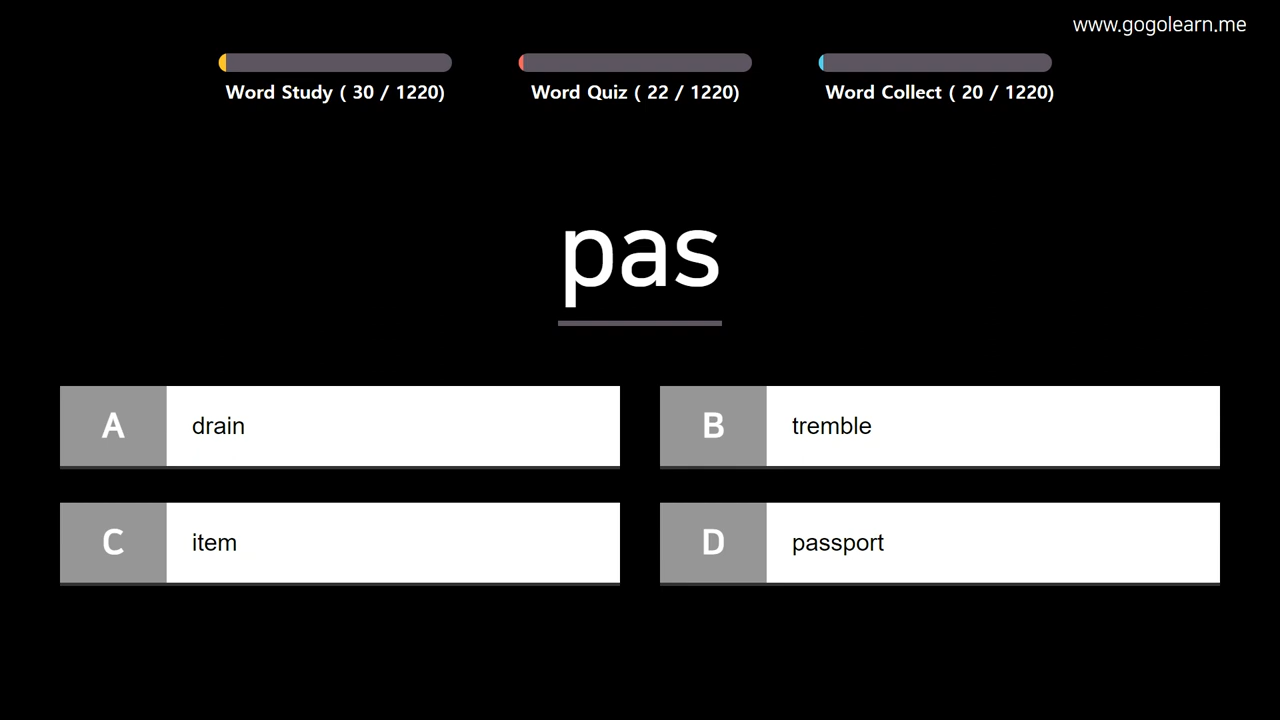 www.gogolearn.me
Word Study ( 30 / 1220)
Word Quiz ( 22 / 1220)
Word Collect ( 20 / 1220)
pas
A drain
B tremble
C item
D passport